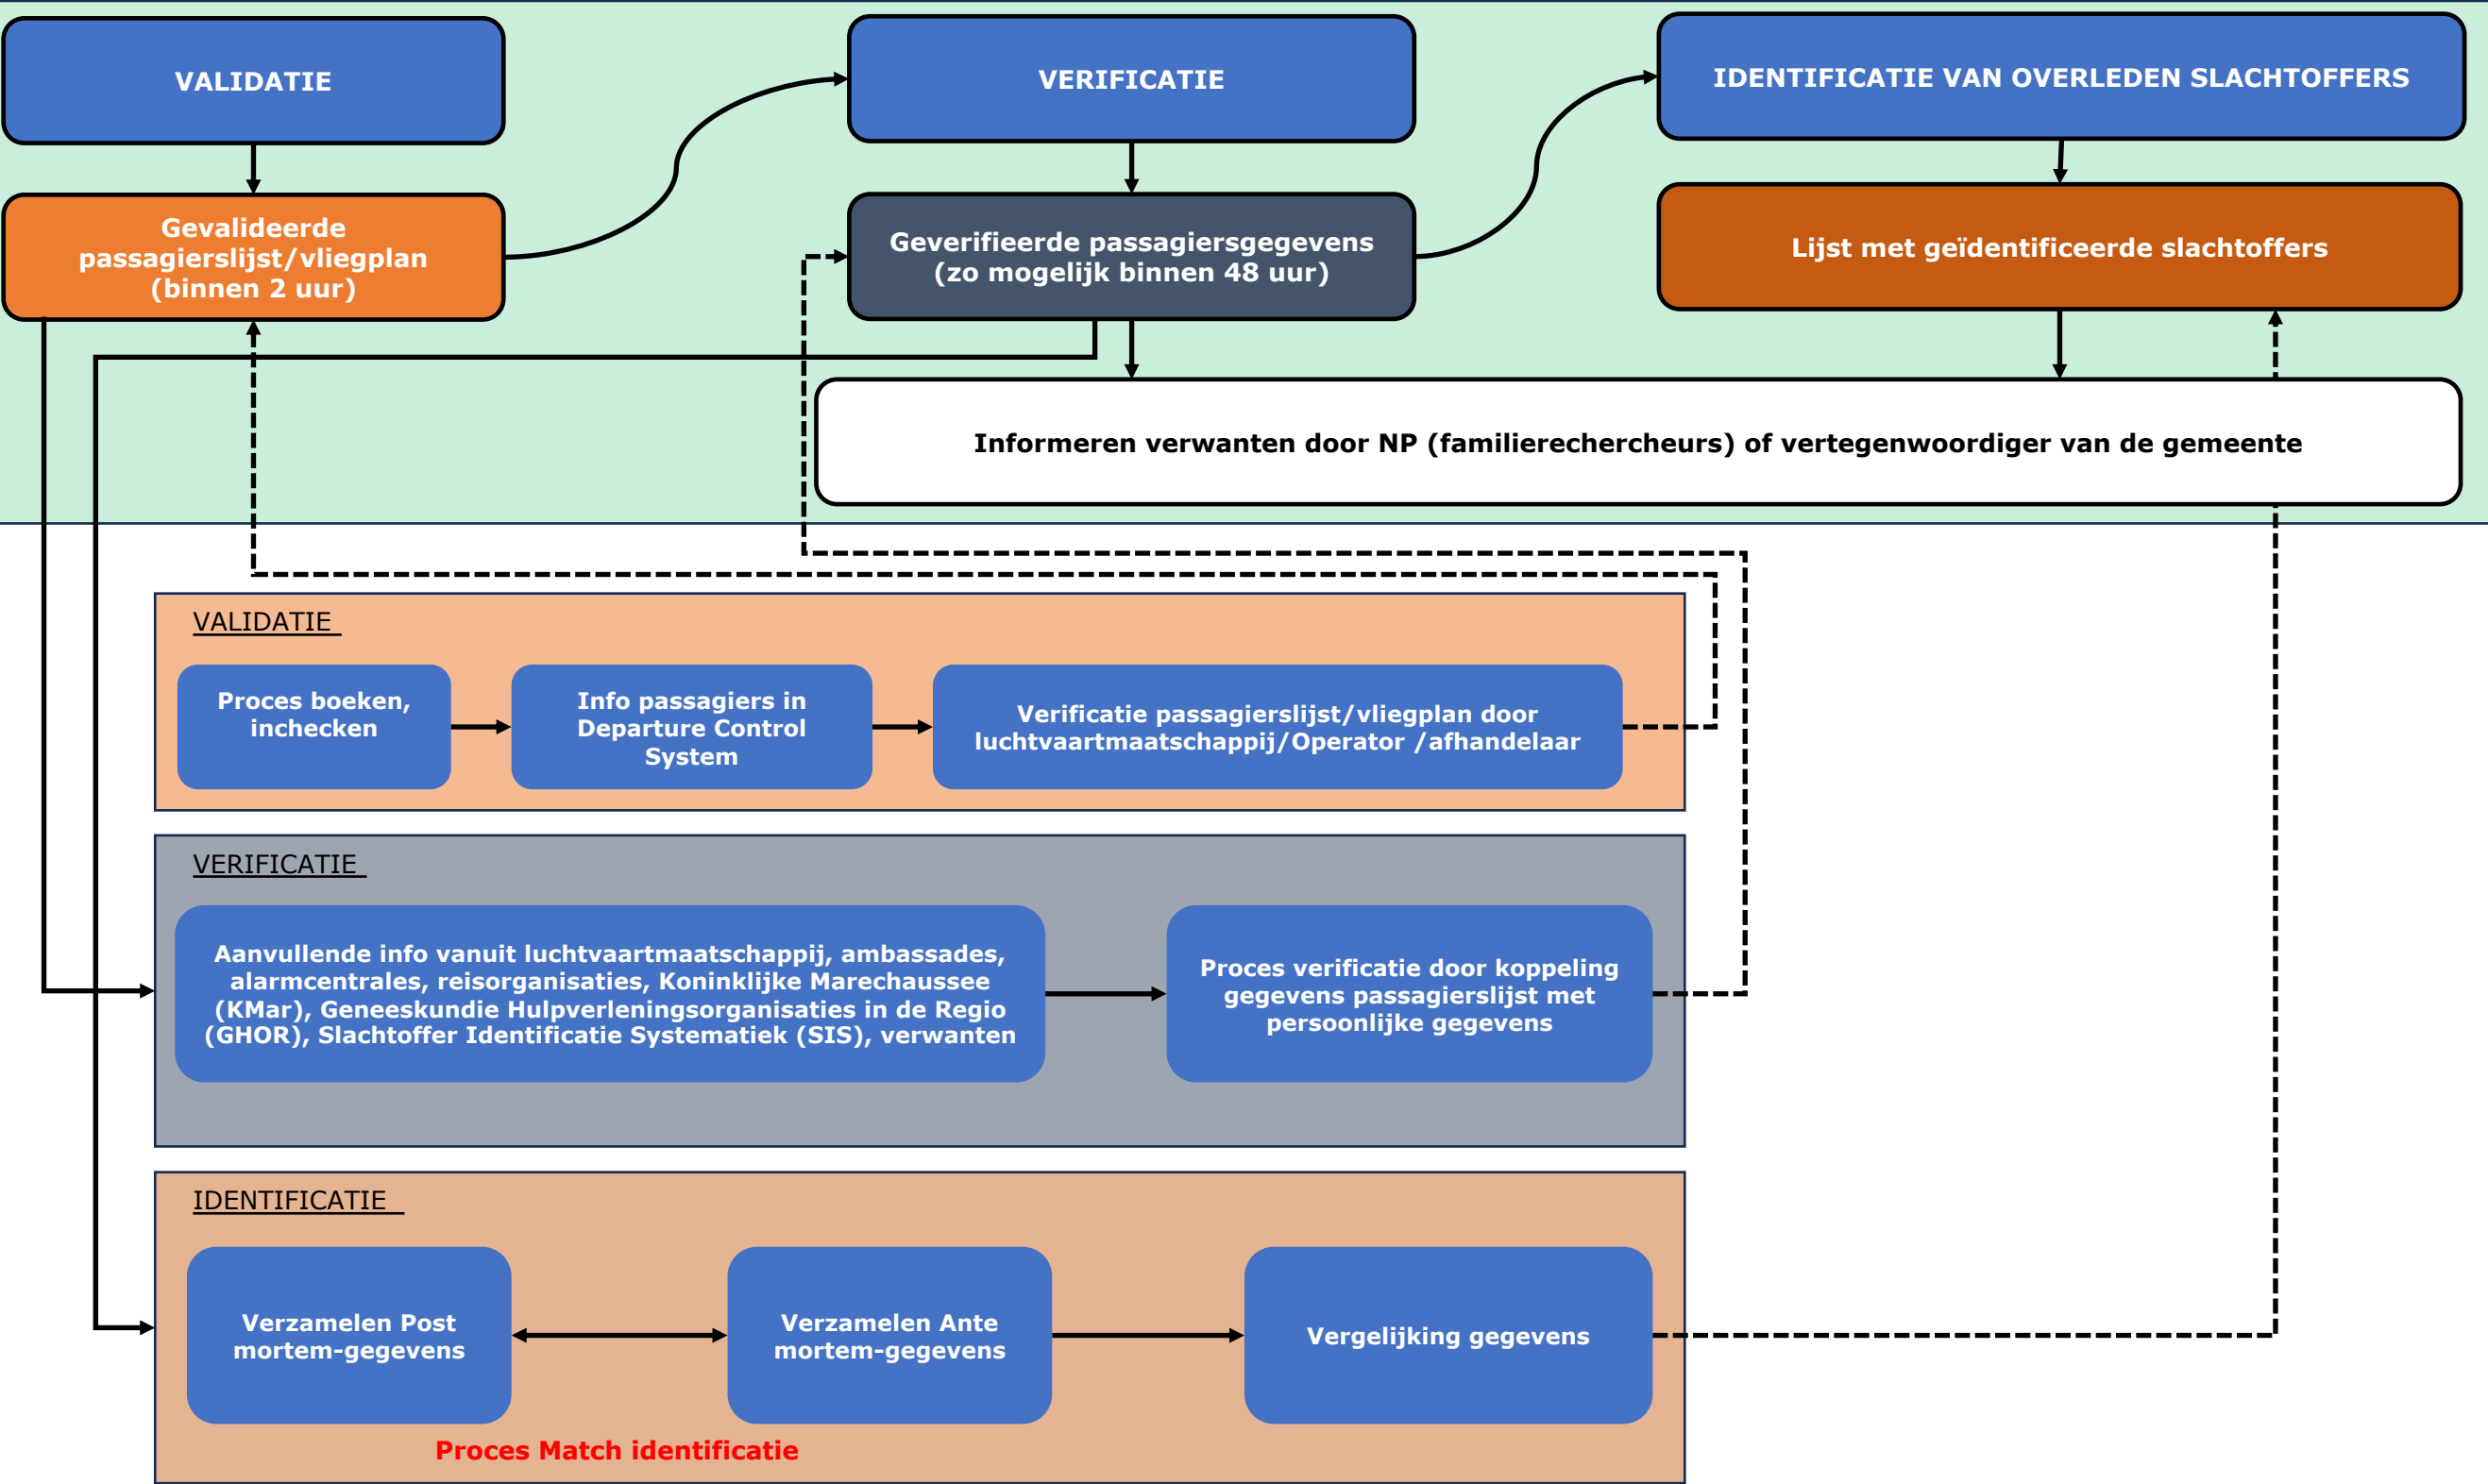 VALIDATIE
VERIFICATIE
IDENTIFICATIE VAN OVERLEDEN SLACHTOFFERS
Gevalideerde
passagierslijst/vliegplan
(binnen 2 uur)
Geverifieerde passagiersgegevens
(zo mogelijk binnen 48 uur)
Lijst met geïdentificeerde slachtoffers
Informeren verwanten door NP (familierechercheurs) of vertegenwoordiger van de gemeente
VALIDATIE
Proces boeken,
inchecken
Info passagiers in
Departure Control
System
Verificatie passagierslijst/vliegplan door
luchtvaartmaatschappij/Operator /afhandelaar
VERIFICATIE
Aanvullende info vanuit luchtvaartmaatschappij, ambassades,
alarmcentrales, reisorganisaties, Koninklijke Marechaussee
(KMar), Geneeskundie Hulpverleningsorganisaties in de Regio
(GHOR), Slachtoffer Identificatie Systematiek (SIS), verwanten
Proces verificatie door koppeling
gegevens passagierslijst met
persoonlijke gegevens
IDENTIFICATIE
Verzamelen Post
mortem-gegevens
Verzamelen Ante
mortem-gegevens
Vergelijking gegevens
Proces Match identificatie